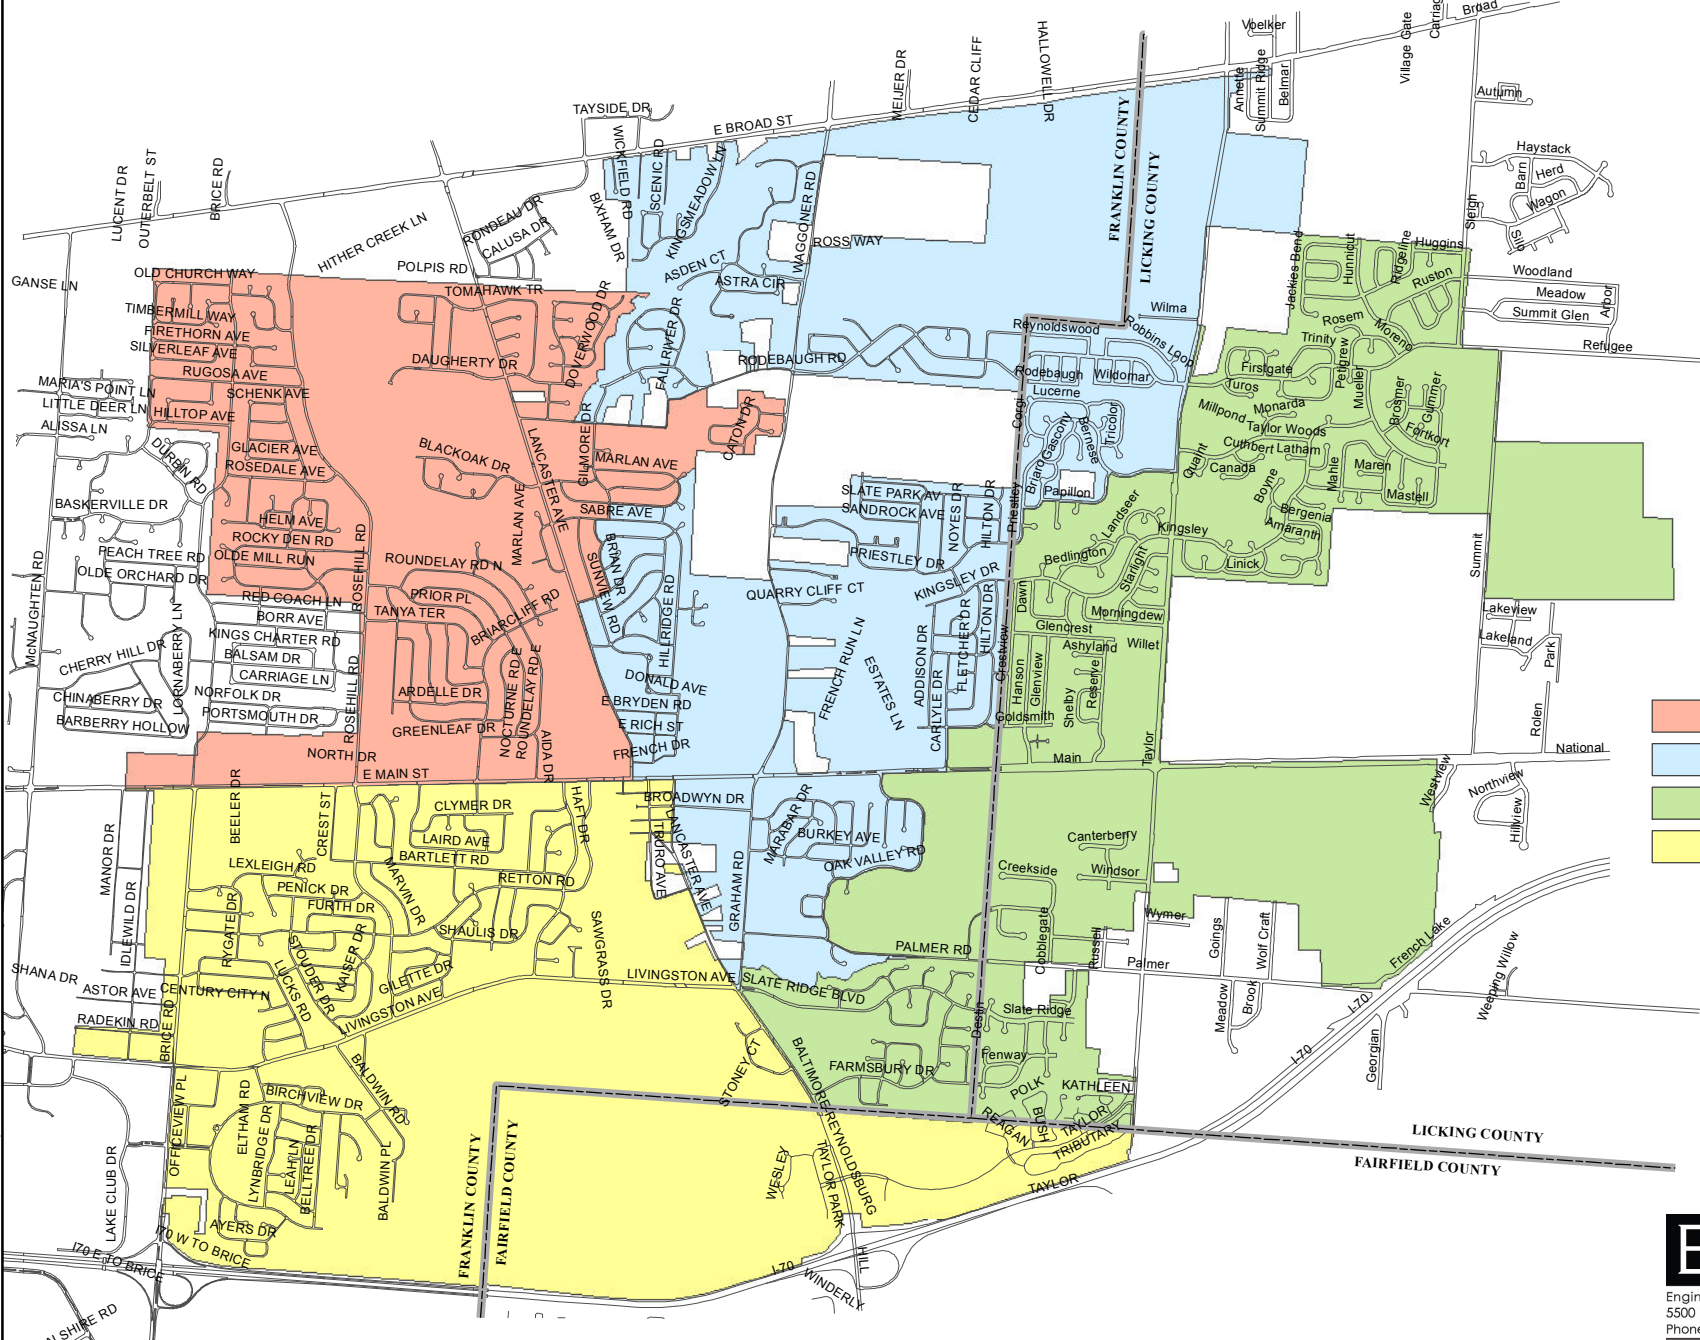 Voelker
Village Gate
Carriag
Broad
Annette
Summit Ridge
Belmar
Autumn
Haystack
Barn
Herd
Wagon
Silo
Sleigh
HALLOWELL DR
CEDAR CLIFF
MEIJER DR
TAYSIDE DR
E BROAD ST
WICKFIELD RD
SCENIC RD
KINGSMEADOW LN
BIXHAM DR
LUCENT DR
OUTERBELT ST
BRICE RD
HITHER CREEK LN
RONDEAU DR
CALUSA DR
POLPIS RD
ASDEN CT
ASTRA CIR
WAGGONER RD
ROSS WAY
FRANKLIN COUNTY
LICKING COUNTY
Wilma
Robbins Loop
Reynoldswood
Jackies Bend
Hunnicut
Ridgeline
Huggins
Ruston
Woodland
Meadow
Arbor
Summit Glen
Refugee
GANSE LN
OLD CHURCH WAY
TIMBERMILL WAY
FIRETHORN AVE
SILVERLEAF AVE
RUGOSA AVE
SCHENK AVE
MARIA'S POINT LN
LITTLE DEER LN
HILLTOP AVE
ALISSA LN
GLACIER AVE
ROSEDALE AVE
DURBIN RD
BASKERVILLE DR
HELM AVE
ROCKY DEN RD
PEACH TREE RD
OLDE MILL RUN
OLDE ORCHARD DR
RED COACH LN
BORR AVE
KINGS CHARTER RD
BALSAM DR
CARRIAGE LN
CHERRY HILL DR
LORNABERRY LN
NORFOLK DR
CHINABERRY DR
PORTSMOUTH DR
BARBERRY HOLLOW
McNAUGHTEN RD
ROSEHILL RD
ROSEHILL RD
TOMAHAWK TR
DAUGHERTY DR
DOVERWOOD DR
FALLRIVER DR
RODEBAUGH RD
CATON DR
GILMORE DR
MARLAN AVE
BLACKOAK DR
LANCASTER AVE
MARLAN AVE
SABRE AVE
BRIAN DR
SUNVIEW RD
HILLRIDGE RD
ROUNDELAY RD N
PRIOR PL
TANYA TER
BRIARCLIFF RD
ARDELLE DR
GREENLEAF DR
NOCTURNE RD E
ROUNDELAY RD E
AIDA DR
NORTH DR
E MAIN ST
DONALD AVE
E BRYDEN RD
E RICH ST
FRENCH DR
SLATE PARK AV
SANDROCK AVE
NOYES DR
HILTON DR
PRIESTLEY DR
QUARRY CLIFF CT
KINGSLEY DR
FLETCHER DR
HILTON DR
ADDISON DR
CARLYLE DR
FRENCH RUN LN
ESTATES LN
Rodebaugh
Wildomar
Lucerne
Corgi
Gascony
Briaro
Bernese
Tricolor
Papillon
Priestley
Landseer
Bedlington
Starlight
Kingsley
Dawn
Morningdew
Glencrest
Ashyland
Willet
Crestview
Hanson
Glenview
Shelby
Reserve
Goldsmith
Main
Taylor
Rosem
Trinity
Moreno
Petigrew
Firstgate
Turos
Mueller
Brosmer
Gummer
Millpond
Monarda
Taylor Woods
Fortkort
Cuthbert
Latham
Quaint
Canada
Boyne
Mahle
Maren
Mastell
Bergenia
Amaranth
Linick
Summit
Lakeview
Lakeland
Park
Rolen
National
Westview
Northview
Hillview
BEELER DR
CREST ST
CLYMER DR
LAIRD AVE
BARTLETT RD
HAFT DR
MANOR DR
LEXLEIGH RD
PENICK DR
FURTH DR
MARVIN DR
RETTON RD
SHAULIS DR
IDLEWILD DR
RYGATE DR
STOUDER DR
KAISER DR
LUCKS RD
GILETTE DR
SAWGRASS DR
SHANA DR
ASTOR AVE
CENTURY CITY N
RADEKIN RD
BRICE RD
LIVINGSTON AVE
LIVINGSTON AVE
BROADWYN DR
TRURO AVE
LANCASTER AVE
GRAHAM RD
MARABAR DR
BURKEY AVE
OAK VALLEY RD
PALMER RD
SLATE RIDGE BLVD
Canterberry
Creekside
Windsor
Cobblegate
Wymer
Russell
Palmer
Goings
Wolf Craft
Meadow
Brook
French Lake
Weeping Willow
I-70
I-70
Georgian
Destin
Slate Ridge
Fenway
FARMSBURY DR
POLK
KATHLEEN
REAGAN
BUSH
TAYLOR
TRIBUTARY
STONEY CT
BALTIMORE-REYNOLDSBURG
BALDWIN RD
OFFICEVIEW PL
ELTHAM RD
BIRCHVIEW DR
LYNBRIDGE DR
LEAH LN
BELLTREE DR
BALDWIN PL
LAKE CLUB DR
AYERS DR
I70 W TO BRICE
I70 E TO BRICE
FRANKLIN COUNTY
FAIRFIELD COUNTY
WESLEY
TAYLOR PARK
TAYLOR
LICKING COUNTY
FAIRFIELD COUNTY
I-70
WINDERLY
HILL
SHIRE RD
E
Engin
5500
Phone